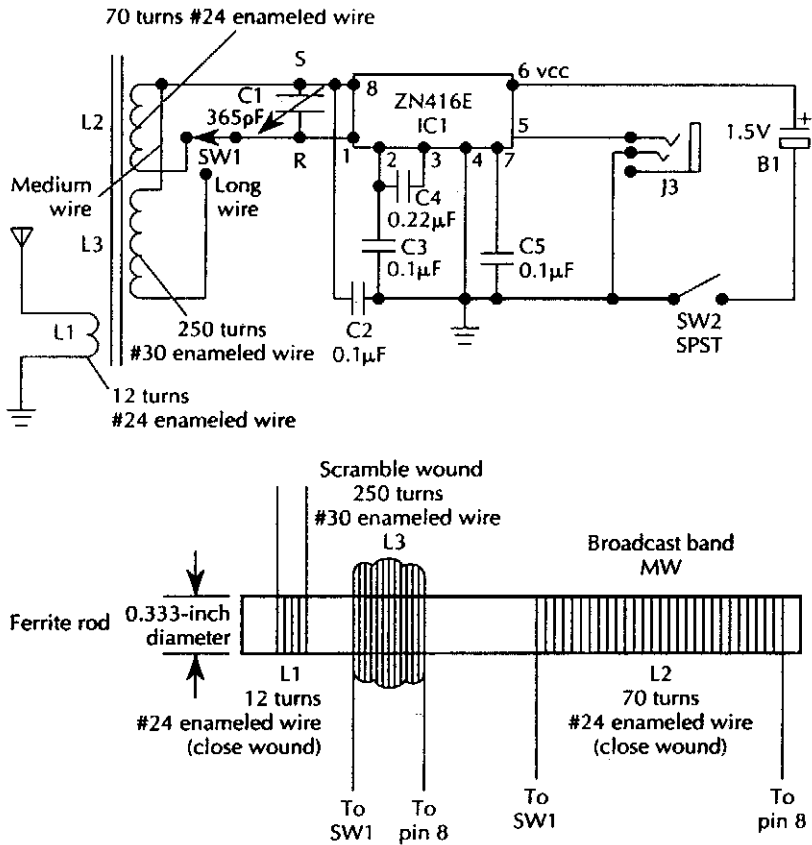 70 turns #24 enameled wire
S
C1
365pF
8
ZN416E
IC1
6 vcc
5
L2
SW1
R
1
2
3
4
7
1.5V
+
B1
J3
Medium
wire
Long
wire
C4
0.22µF
L3
C3
0.1µF
C5
0.1µF
L1
250 turns
#30 enameled wire
C2
0.1µF
SW2
SPST
12 turns
#24 enameled wire
Scramble wound
250 turns
#30 enameled wire
L3
Broadcast band
MW
Ferrite rod
0.333-inch
diameter
L1
12 turns
#24 enameled wire
(close wound)
L2
70 turns
#24 enameled wire
(close wound)
To
SW1
To
pin 8
To
SW1
To
pin 8